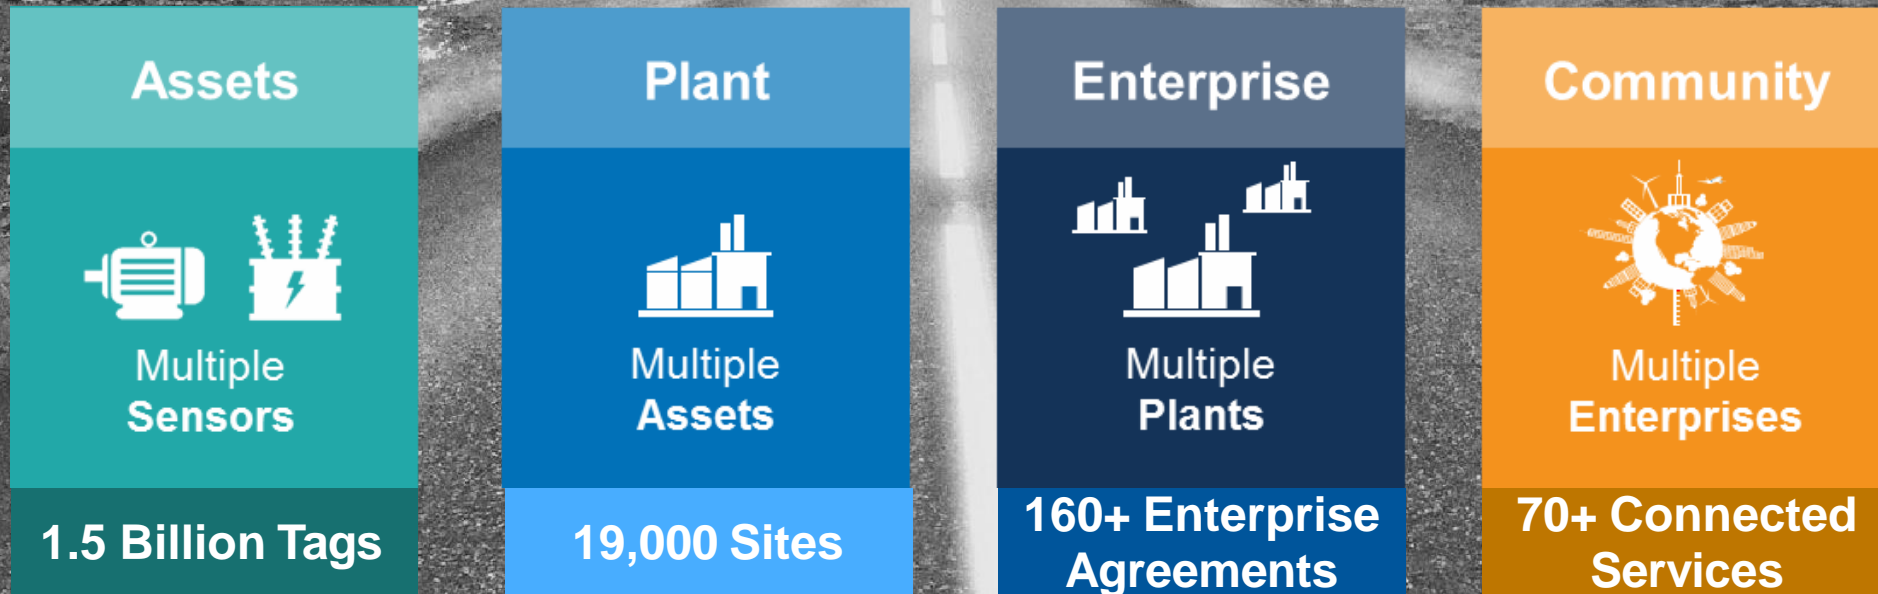 Assets
Multiple
Sensors
1.5 Billion Tags
Plant
Multiple
Assets
19,000 Sites
Enterprise
Multiple
Plants
160+ Enterprise
Agreements
Community
Multiple
Enterprises
70+ Connected
Services